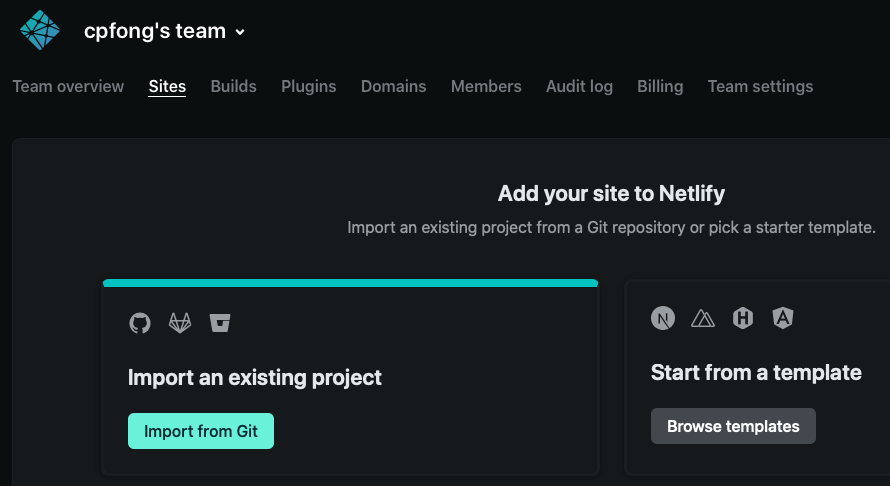 cpfong's team
Team overview Sites Builds Plugins Domains Members Audit log Billing Team settings
Add your site to Netlify
Import an existing project from a Git repository or pick a starter template.
Import an existing project
Import from Git
Start from a template
Browse templates